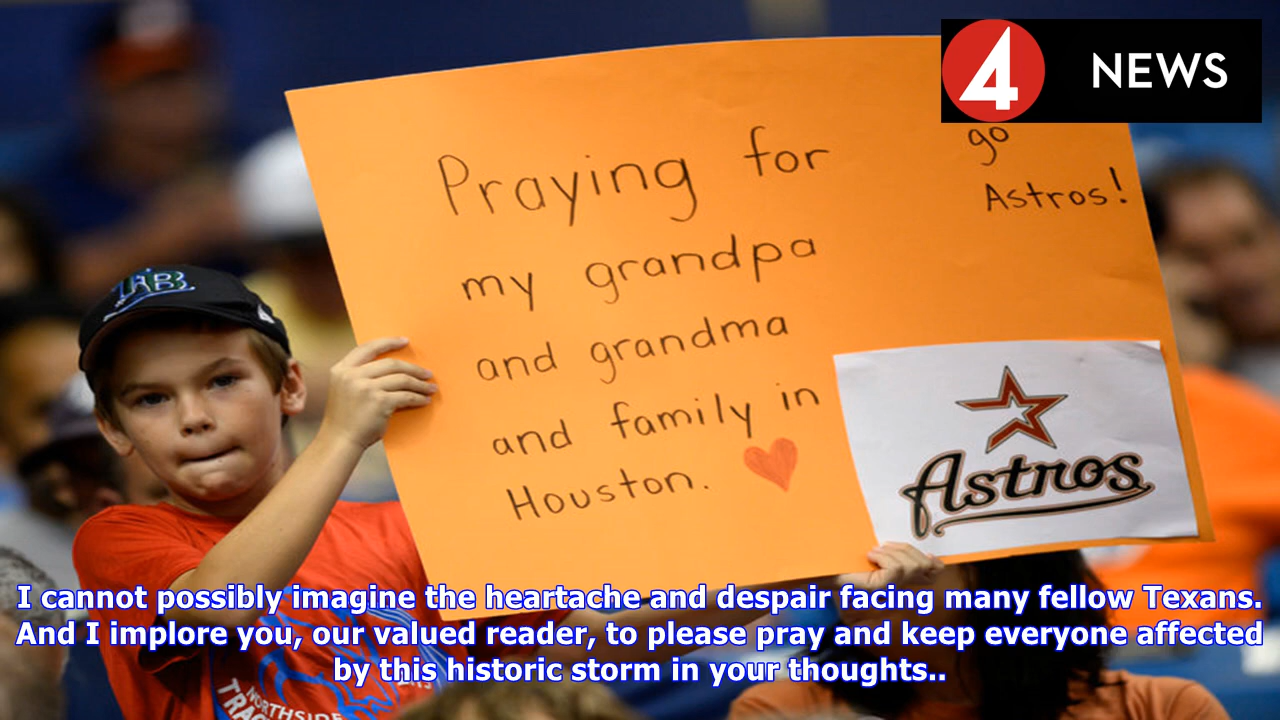 4 NEWS
Praying for
my grandpa
and grandma
and family in
Houston.
go
Astros!
Astros
TB
I cannot possibly imagine the heartache and despair facing many fellow Texans.
And I implore you, our valued reader, to please pray and keep everyone affected
by this historic storm in your thoughts..
NORTHSIDE